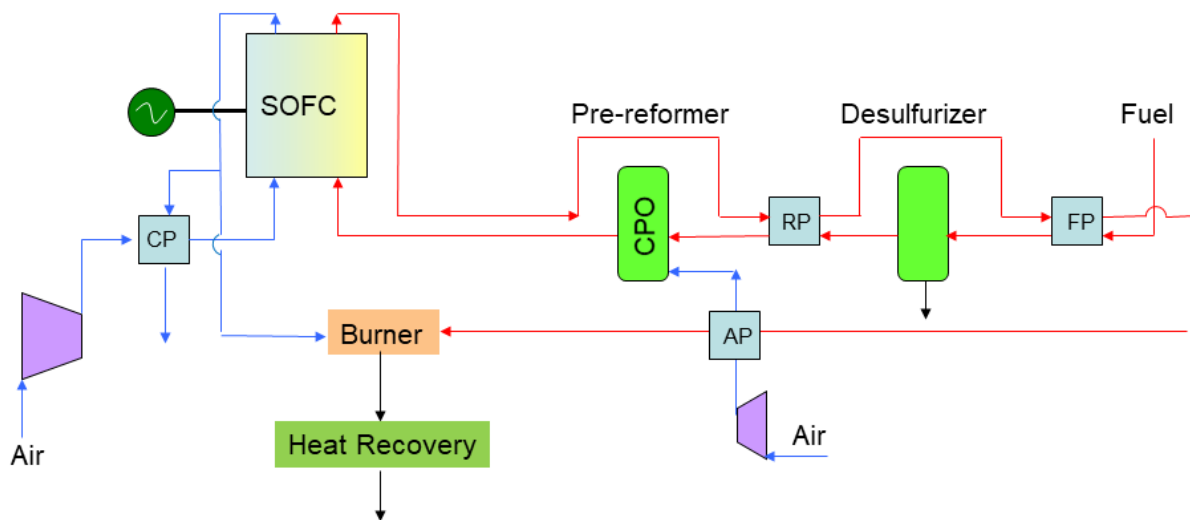 SOFC
Pre-reformer
Desulfurizer
Fuel
CPO
RP
FP
CP
AP
Burner
Air
Heat Recovery
Air